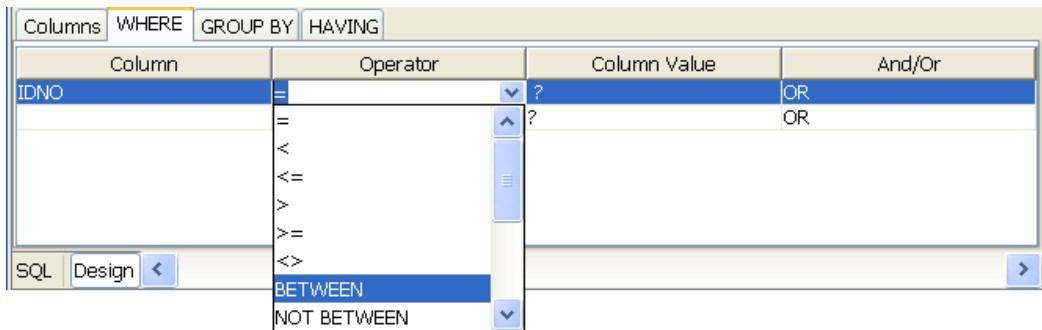 Columns WHERE GROUP BY HAVING
Column Operator Column Value And/Or
IDNO = ? OR
= ? OR
<
<=
>
>=
<>
SQL Design
BETWEEN
NOT BETWEEN